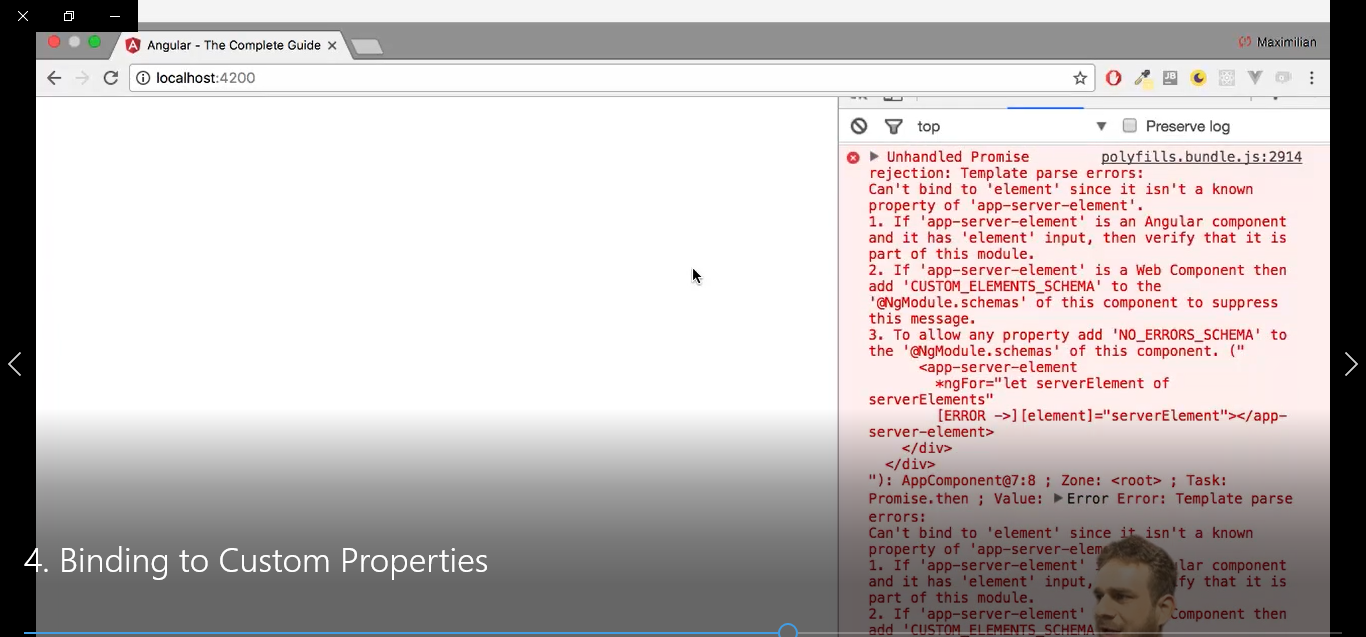 Angular - The Complete Guide
Maximilian
localhost:4200
top
Preserve log
Unhandled Promise polyfills.bundle.js:2914
rejection: Template parse errors:
Can't bind to 'element' since it isn't a known
property of 'app-server-element'.
1. If 'app-server-element' is an Angular component
and it has 'element' input, then verify that it is
part of this module.
2. If 'app-server-element' is a Web Component then
add 'CUSTOM_ELEMENTS_SCHEMA' to the
'@NgModule.schemas' of this component to suppress
this message.
3. To allow any property add 'NO_ERRORS_SCHEMA' to
the '@NgModule.schemas' of this component. ("
<app-server-element
*ngFor="let serverElement of
serverElements"
[ERROR ->][element]="serverElement"></app-
server-element>
</div>
</div>
"): AppComponent@7:8 ; Zone: <root> ; Task:
Promise.then ; Value: ▶Error Error: Template parse
errors:
Can't bind to 'element' since it isn't a known
property of 'app-server-elem
1. If 'app-server-element' component
and it has 'element' input, fy that it is
part of this module.
2. If 'app-server-element' Component then
add 'CUSTOM_ELEMENTS_SCHEMA
4. Binding to Custom Properties